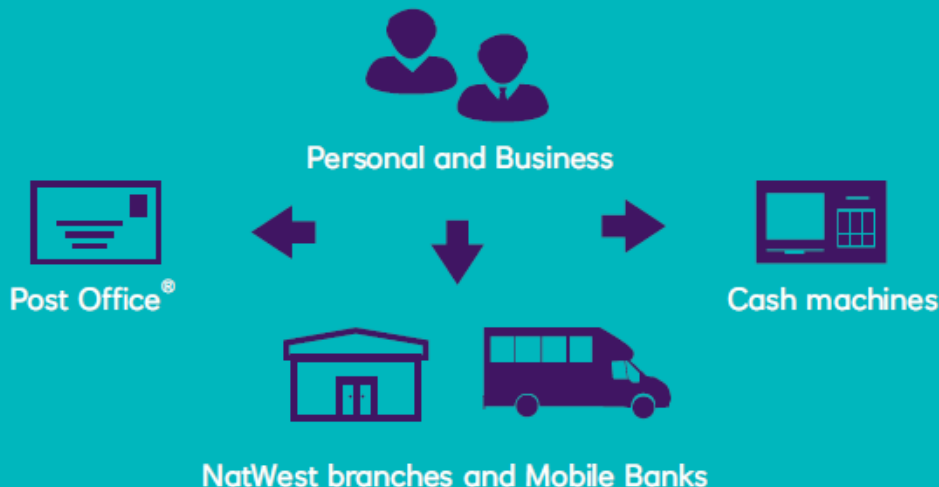 Personal and Business
Post Office®
Cash machines
NatWest branches and Mobile Banks